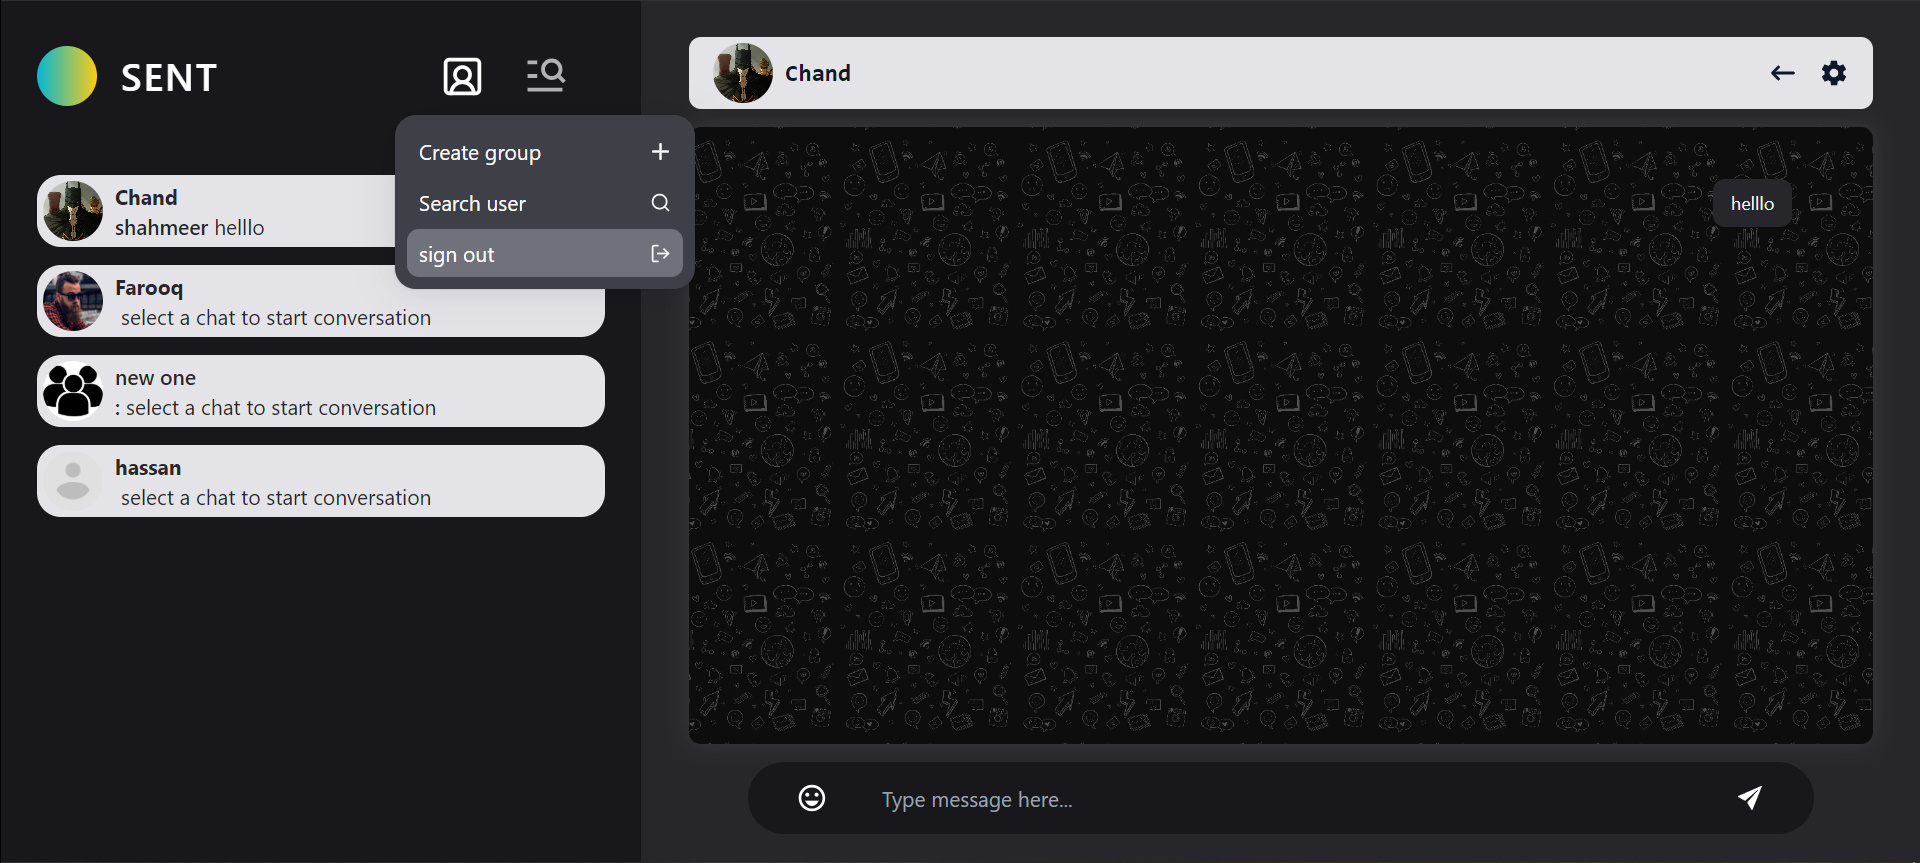 SENT
Create group
Search user
sign out
Chand
shahmeer helllo
Farooq
select a chat to start conversation
new one
: select a chat to start conversation
hassan
select a chat to start conversation
Chand
helllo
Type message here...